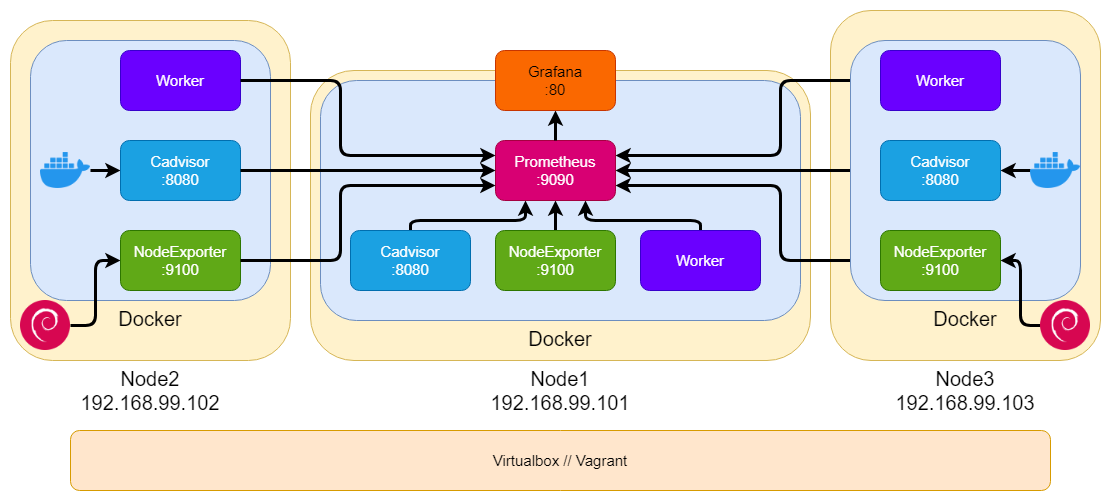 Worker
Cadvisor
:8080
NodeExporter
:9100
Docker
Node2
192.168.99.102
Grafana
:80
Prometheus
:9090
Cadvisor
:8080
NodeExporter
:9100
Worker
Docker
Node1
192.168.99.101
Worker
Cadvisor
:8080
NodeExporter
:9100
Docker
Node3
192.168.99.103
Virtualbox // Vagrant